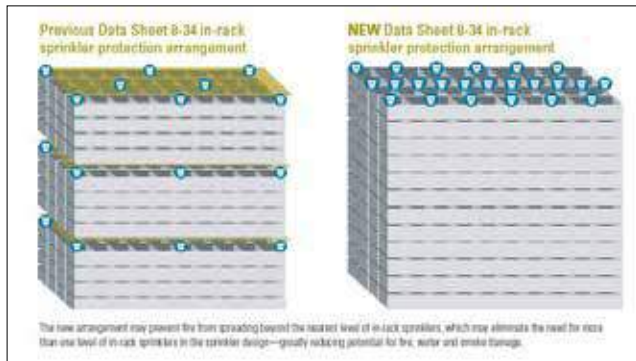 Previous Data Sheet 8-34 in-rack
sprinkler protection arrangement
NEW Data Sheet 8-34 in-rack
sprinkler protection arrangement
The new arrangement may prevent fire from spreading beyond the nearest level of in-rack sprinklers, which may eliminate the need for more
than one level of in-rack sprinklers in the sprinkler design—greatly reducing potential for fire, water and smoke damage.